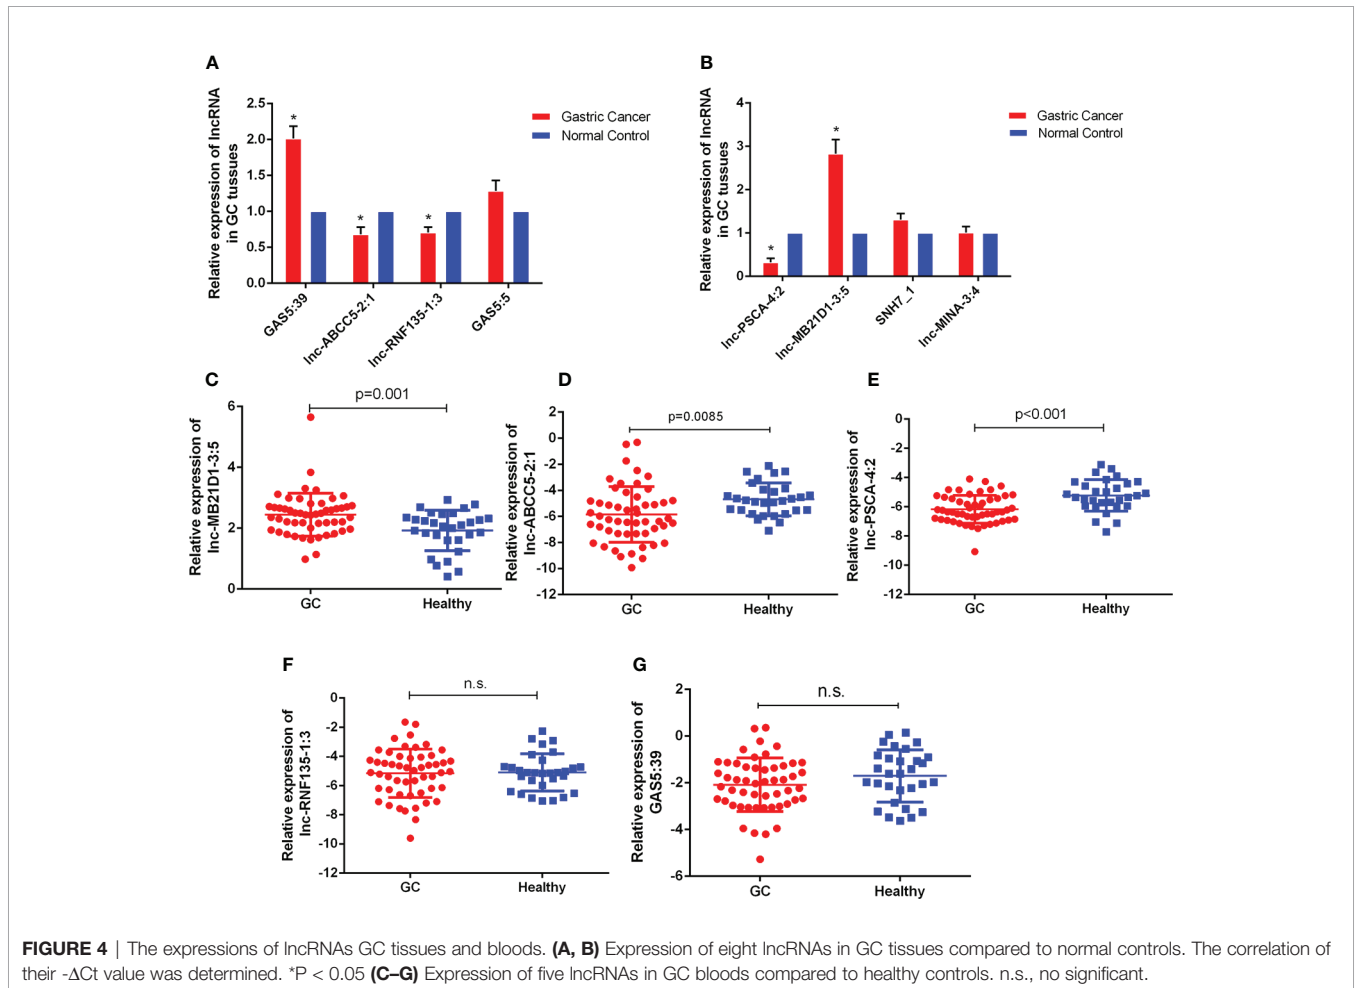 A
Relative expression of lncRNA
in GC tussues
2.5
2.0
1.5
1.0
0.5
0.0
*
*
*
Gastric Cancer
Normal Control
GAS5:39
lnc-ABCC5-2:1
lnc-RNF135-1:3
GAS5:5
B
Relative expression of lncRNA
in GC tussues
4
3
2
1
0
*
*
Gastric Cancer
Normal Control
lnc-PSCA-4:2
lnc-MB21D1-3:5
SNH7_1
lnc-MINA-3:4
C
Relative expression of
lnc-MB21D1-3:5
6
4
2
0
p=0.001
GC
Healthy
D
Relative expression of
lnc-ABCC5-2:1
2
0
-2
-4
-6
-8
-10
-12
p=0.0085
GC
Healthy
E
Relative expression of
lnc-PSCA-4:2
0
-2
-4
-6
-8
-10
-12
p<0.001
GC
Healthy
F
Relative expression of
lnc-RNF135-1:3
0
-2
-4
-6
-8
-10
-12
n.s.
GC
Healthy
G
Relative expression of
GAS5:39
2
0
-2
-4
-6
n.s.
GC
Healthy
FIGURE 4 | The expressions of lncRNAs GC tissues and bloods. (A, B) Expression of eight lncRNAs in GC tissues compared to normal controls. The correlation of
their -ΔCt value was determined. *P < 0.05 (C–G) Expression of five lncRNAs in GC bloods compared to healthy controls. n.s., no significant.